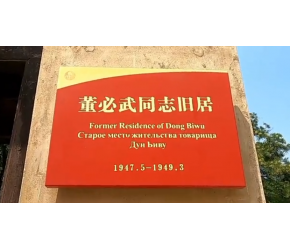 董必武同志旧居
Former Residence of Dong Biwu
Старое место жительства товарища
Дун Биву
1947.5-1949.3